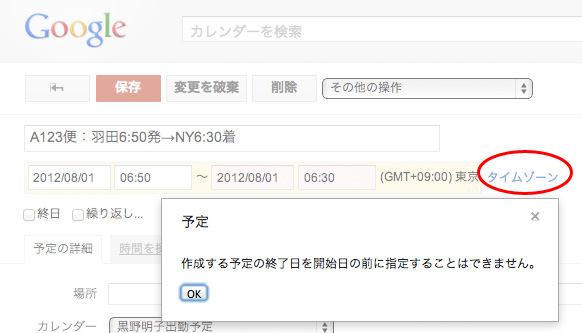 Google
カレンダーを検索
保存 変更を破棄 削除 その他の操作
A123便：羽田6:50発→NY6:30着
2012/08/01 06:50 ～ 2012/08/01 06:30 (GMT+09:00) 東京 タイムゾーン
終日 繰り返し...
予定
×
予定の詳細 時間を
作成する予定の終了日を開始日の前に指定することはできません。
OK
場所
カレンダー 黒野明子出勤予定